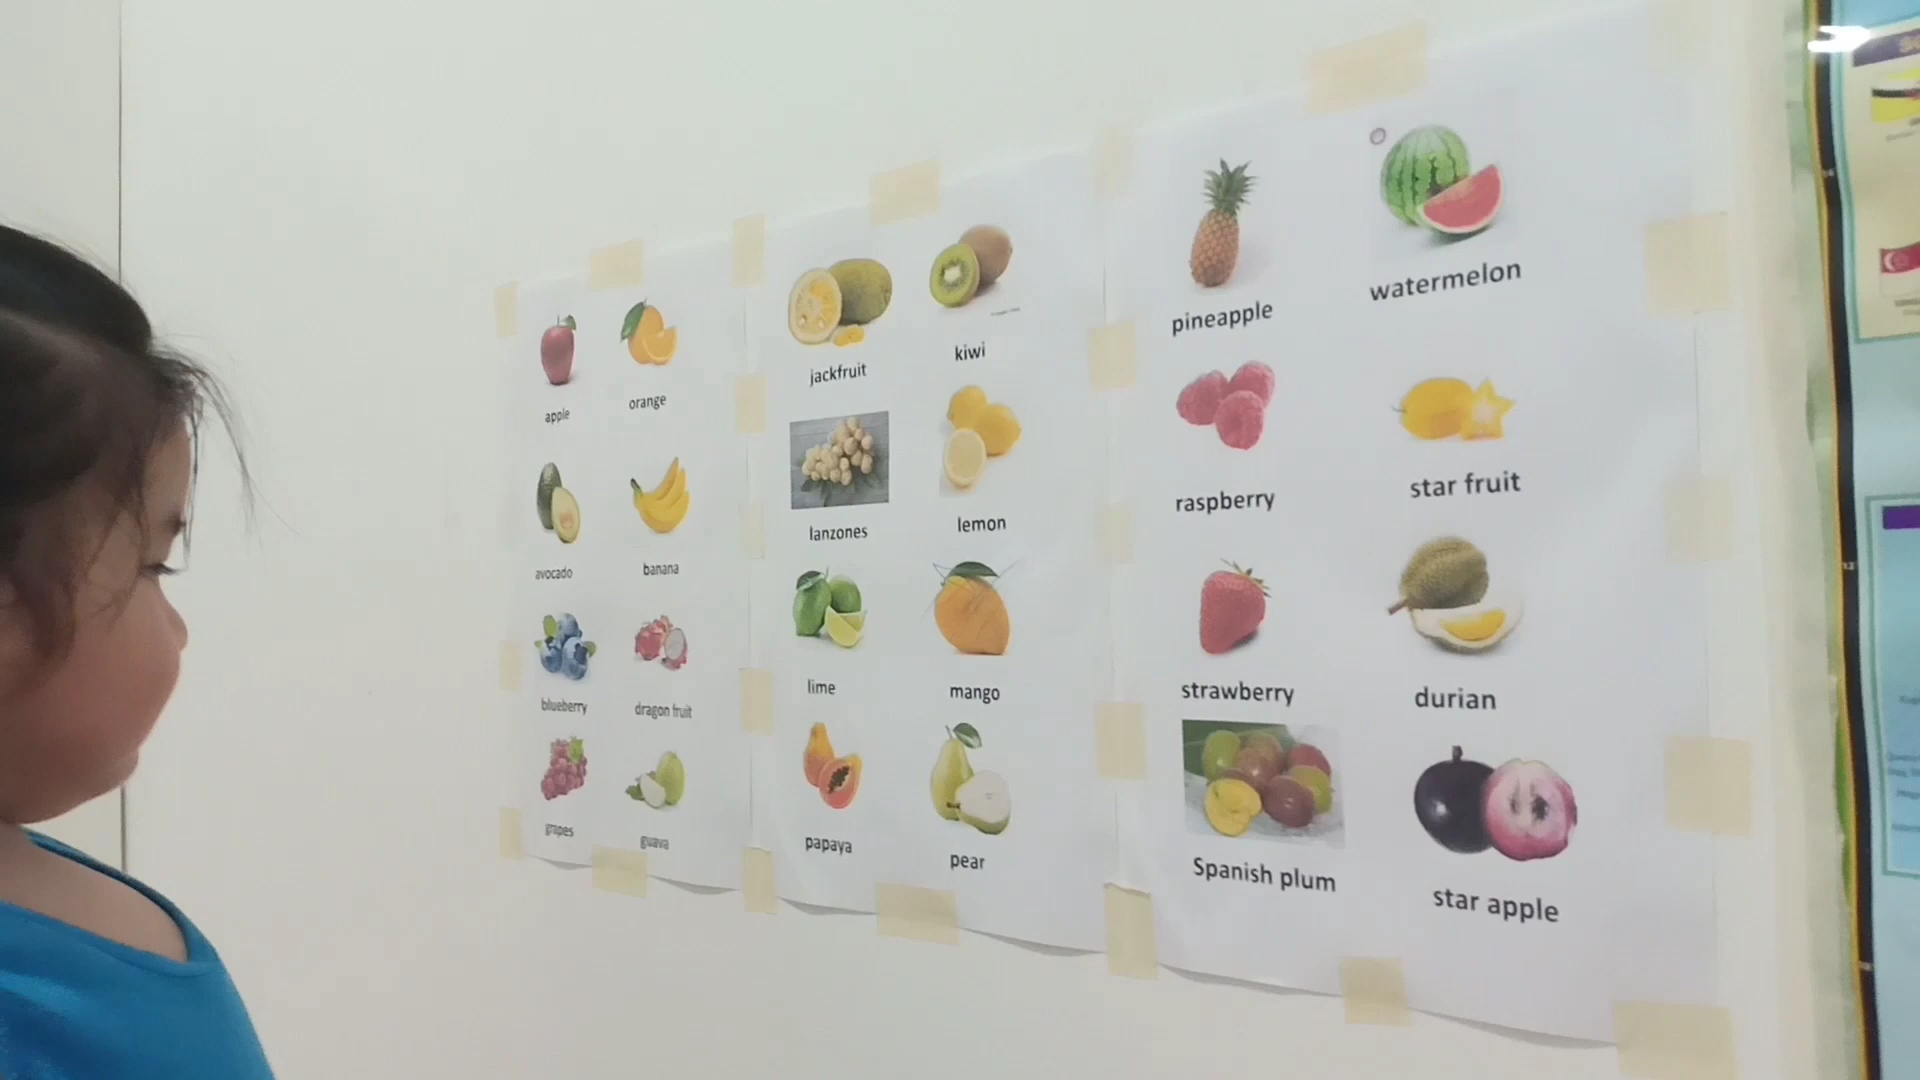 apple
orange
avocado
banana
blueberry
dragon fruit
grapes
guava
jackfruit
kiwi
lanzones
lemon
lime
mango
papaya
pear
pineapple
watermelon
raspberry
star fruit
strawberry
durian
Spanish plum
star apple